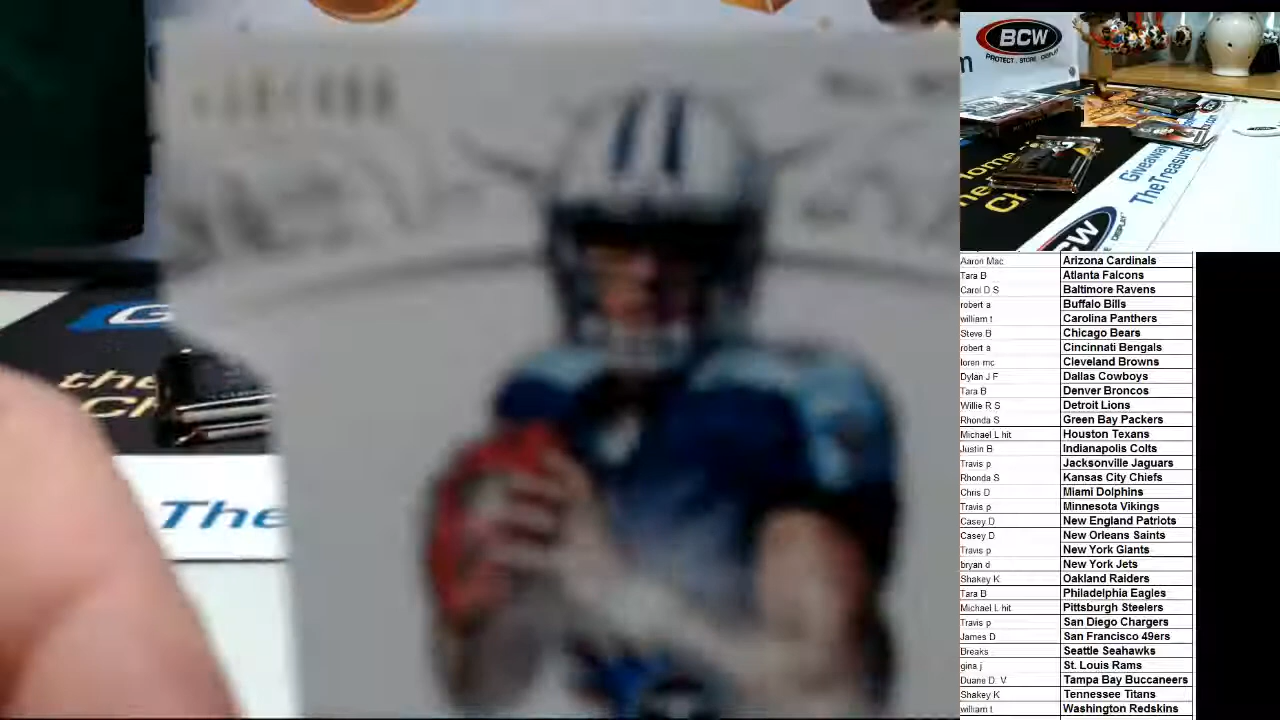 BCW
PROTECT . STORE . DISPLAY
Giveaway
TheTreasur
G
the
Ch
The
Aaron Mac Arizona Cardinals
Tara B Atlanta Falcons
Carol D S Baltimore Ravens
robert a Buffalo Bills
william t Carolina Panthers
Steve B Chicago Bears
robert a Cincinnati Bengals
loren mc Cleveland Browns
Dylan J F Dallas Cowboys
Tara B Denver Broncos
Willie R S Detroit Lions
Rhonda S Green Bay Packers
Michael L hit Houston Texans
Justin B Indianapolis Colts
Travis p Jacksonville Jaguars
Rhonda S Kansas City Chiefs
Chris D Miami Dolphins
Travis p Minnesota Vikings
Casey D New England Patriots
Casey D New Orleans Saints
Travis p New York Giants
bryan d New York Jets
Shakey K Oakland Raiders
Tara B Philadelphia Eagles
Michael L hit Pittsburgh Steelers
Travis p San Diego Chargers
James D San Francisco 49ers
Breaks Seattle Seahawks
gina j St. Louis Rams
Duane D. V Tampa Bay Buccaneers
Shakey K Tennessee Titans
william t Washington Redskins